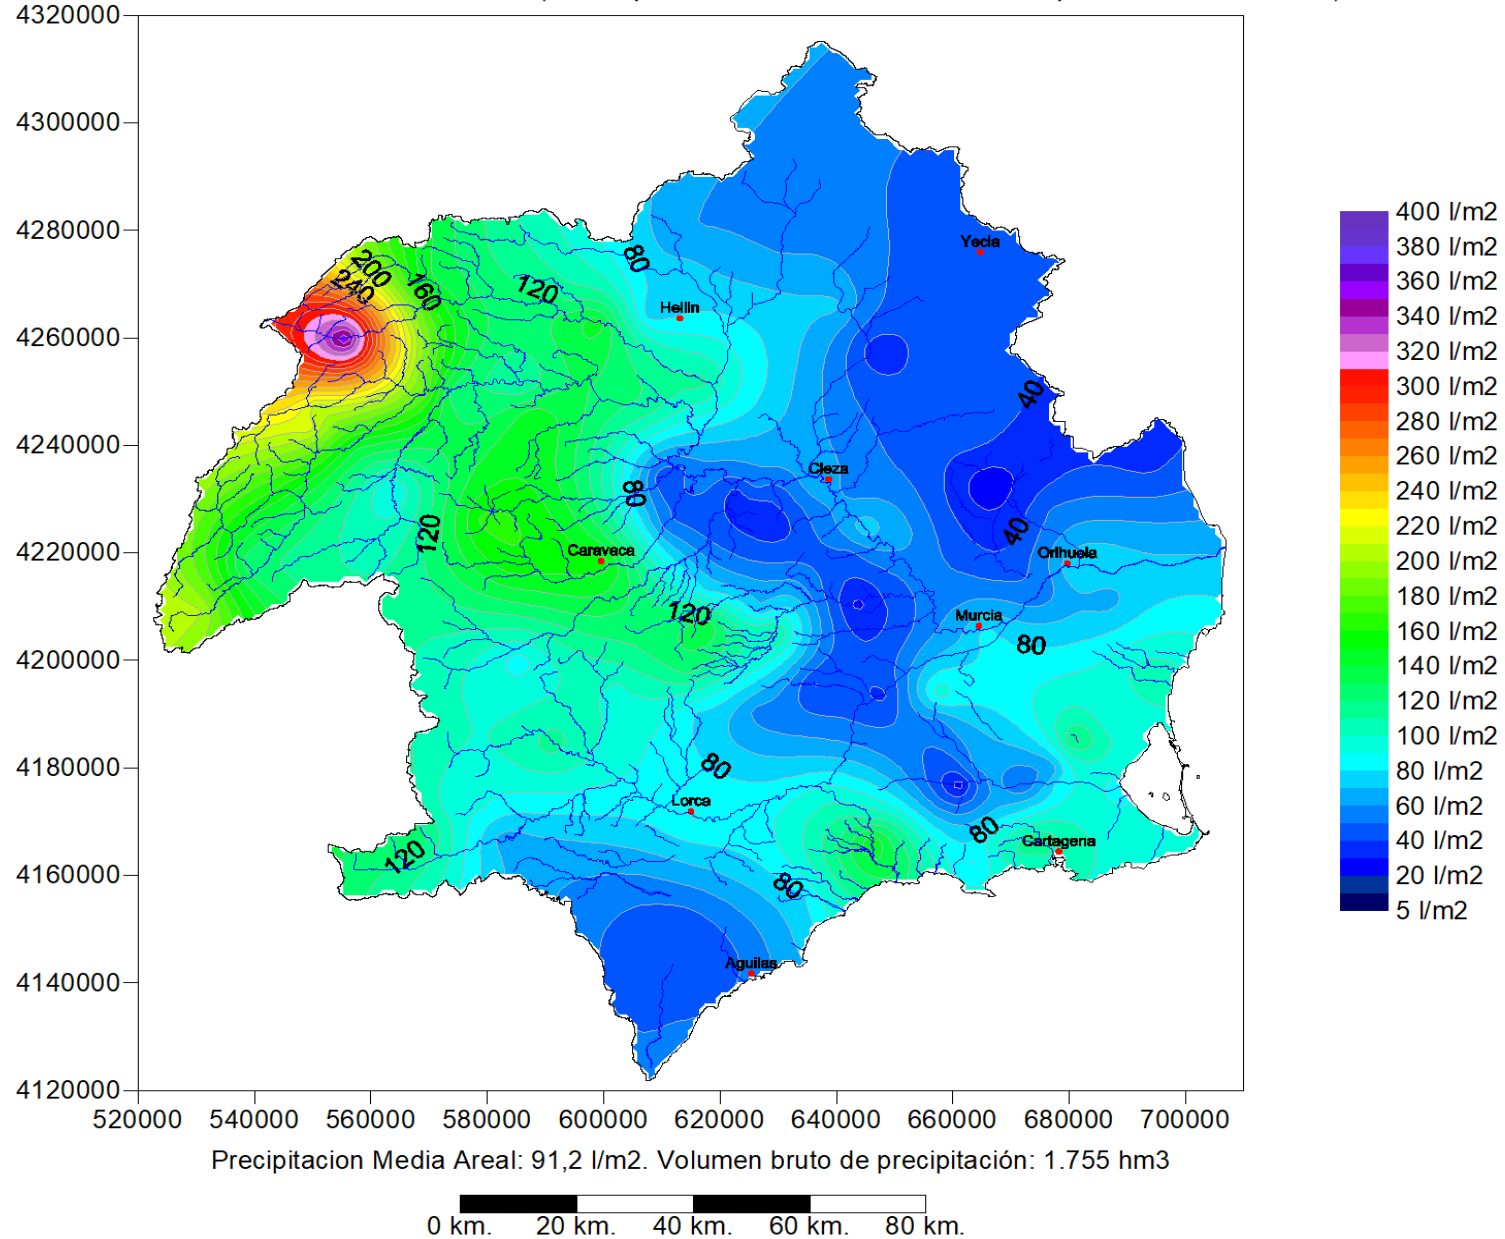 4320000
4300000
4280000
4260000
4240000
4220000
4200000
4180000
4160000
4140000
4120000
520000 540000 560000 580000 600000 620000 640000 660000 680000 700000
Yecla
80
200
240
160
120
Hellin
40
Cieza
80
40
120
Caravaca
Orihuela
120
Murcia
80
80
Lorca
80
Cartagena
120
80
Aguilas
400 l/m2
380 l/m2
360 l/m2
340 l/m2
320 l/m2
300 l/m2
280 l/m2
260 l/m2
240 l/m2
220 l/m2
200 l/m2
180 l/m2
160 l/m2
140 l/m2
120 l/m2
100 l/m2
80 l/m2
60 l/m2
40 l/m2
20 l/m2
5 l/m2
Precipitacion Media Areal: 91,2 l/m2. Volumen bruto de precipitación: 1.755 hm3
0 km. 20 km. 40 km. 60 km. 80 km.